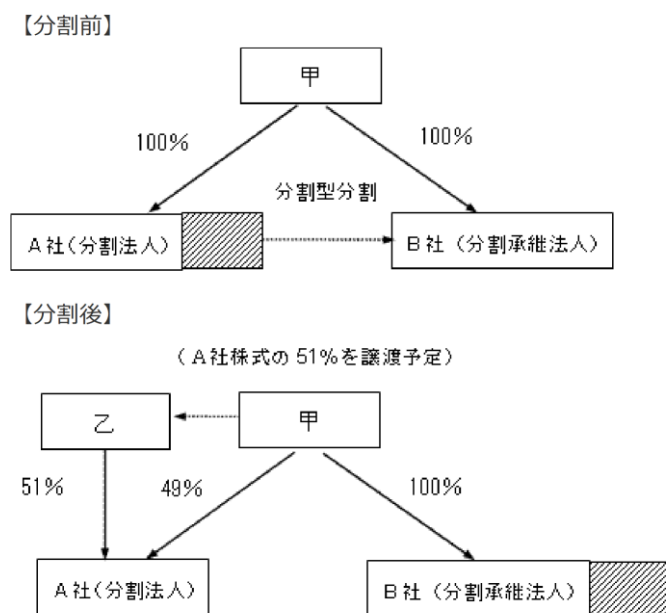 【分割前】
甲
100%
100%
分割型分割
A社(分割法人)
B社(分割承継法人)
【分割後】
(A社株式の51%を譲渡予定)
乙
甲
51%
49%
100%
A社(分割法人)
B社(分割承継法人)